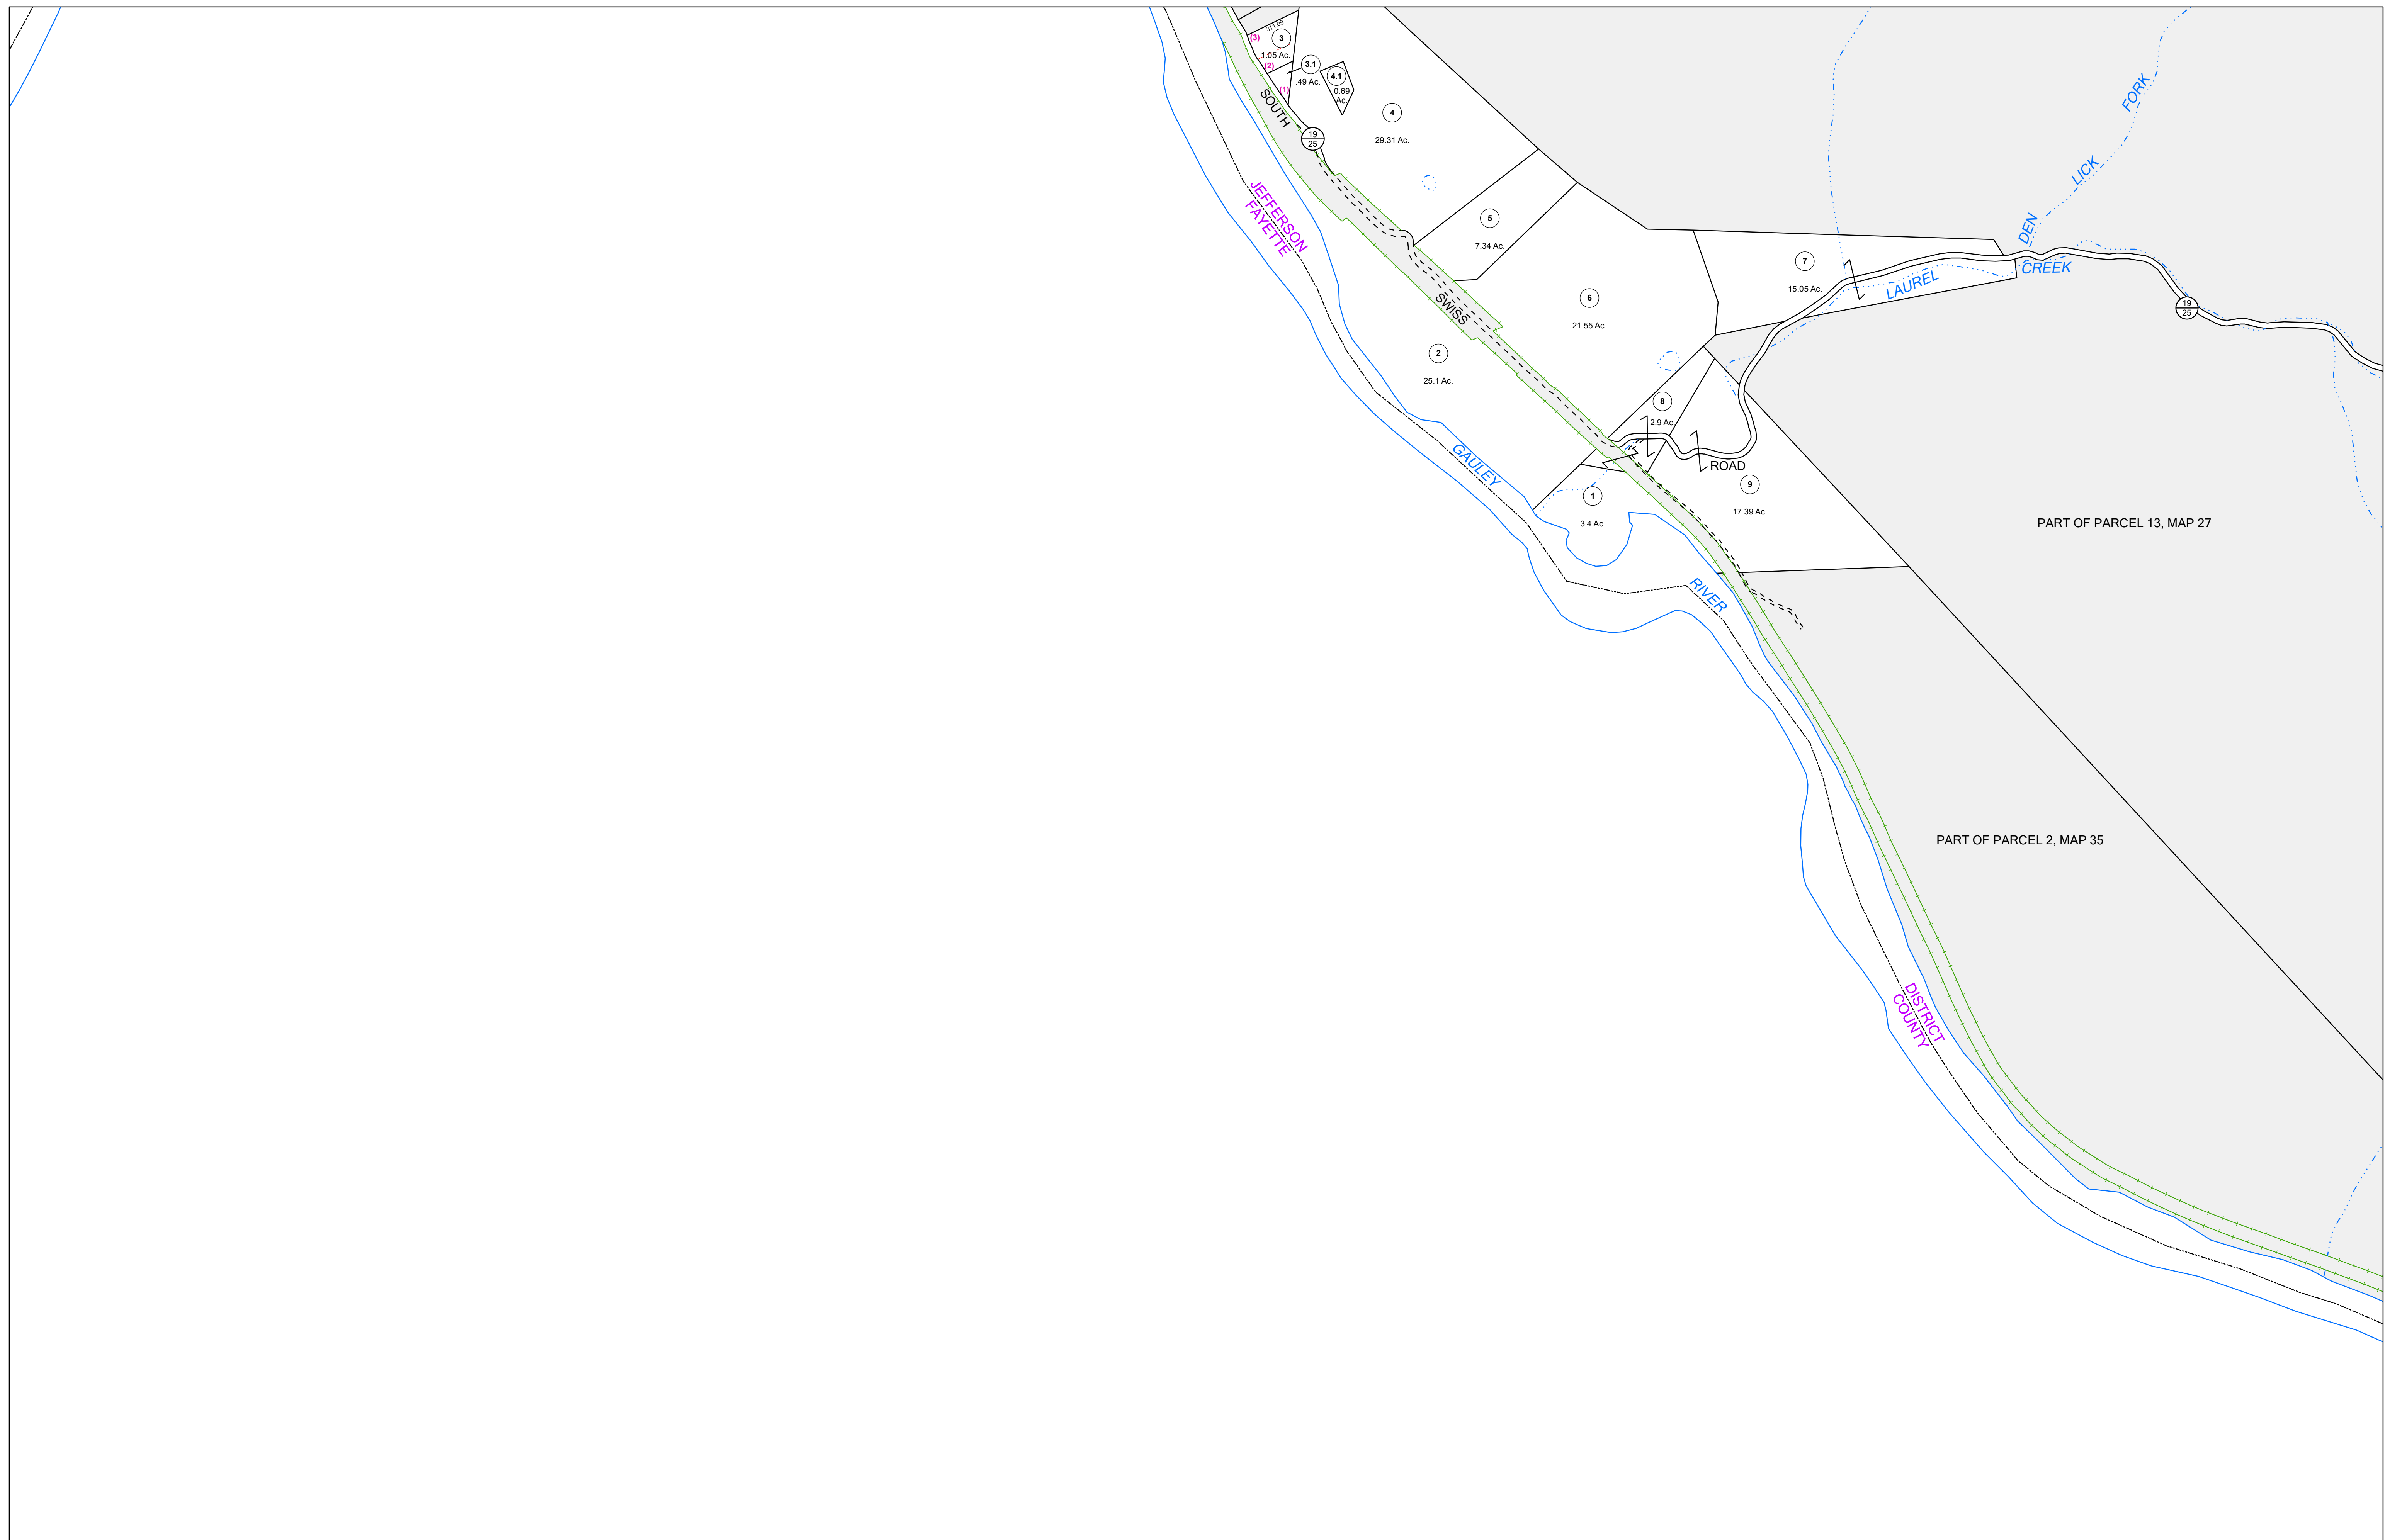 311.09
(3)
3
1.05 Ac.
(2)
3.1
.49 Ac.
(1)
4.1
0.69
Ac.
4
29.31 Ac.
SOUTH
19
25
FORK
LICK
DEN
JEFFERSON
FAYETTE
5
7.34 Ac.
7
15.05 Ac.
LAUREL
CREEK
19
25
6
21.55 Ac.
SWISS
2
25.1 Ac.
8
2.9 Ac.
GAULEY
ROAD
9
17.39 Ac.
1
3.4 Ac.
PART OF PARCEL 13, MAP 27
RIVER
PART OF PARCEL 2, MAP 35
DISTRICT
COUNTY